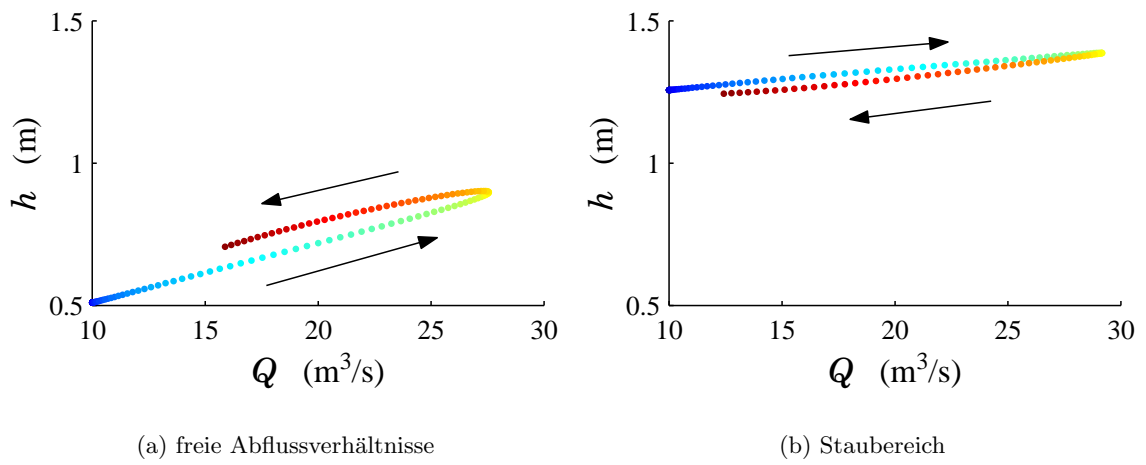 1.5
1
0.5
h (m)
10 15 20 25 30
Q (m³/s)
(a) freie Abflussverhältnisse
1.5
1
0.5
h (m)
10 15 20 25 30
Q (m³/s)
(b) Staubereich